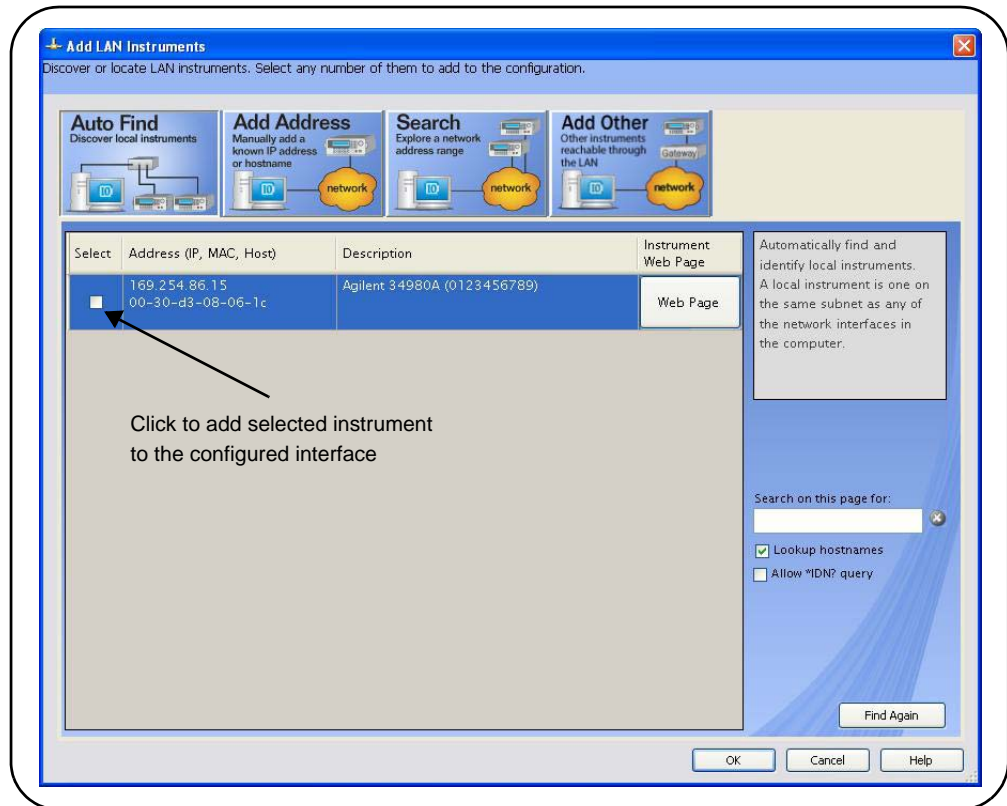 Add LAN Instruments
Discover or locate LAN instruments. Select any number of them to add to the configuration.
Auto Find
Discover local instruments
Add Address
Manually add a
known IP address
or hostname
network
Search
Explore a network
address range
network
Add Other
Other instruments
reachable through
the LAN
Gateway
network
Select
Address (IP, MAC, Host)
Description
Instrument
Web Page
169.254.86.15
00-30-d3-08-06-1c
Agilent 34980A (0123456789)
Web Page
Click to add selected instrument
to the configured interface
Automatically find and
identify local instruments.
A local instrument is one on
the same subnet as any of
the network interfaces in
the computer.
Search on this page for:
Lookup hostnames
Allow *IDN? query
Find Again
OK
Cancel
Help